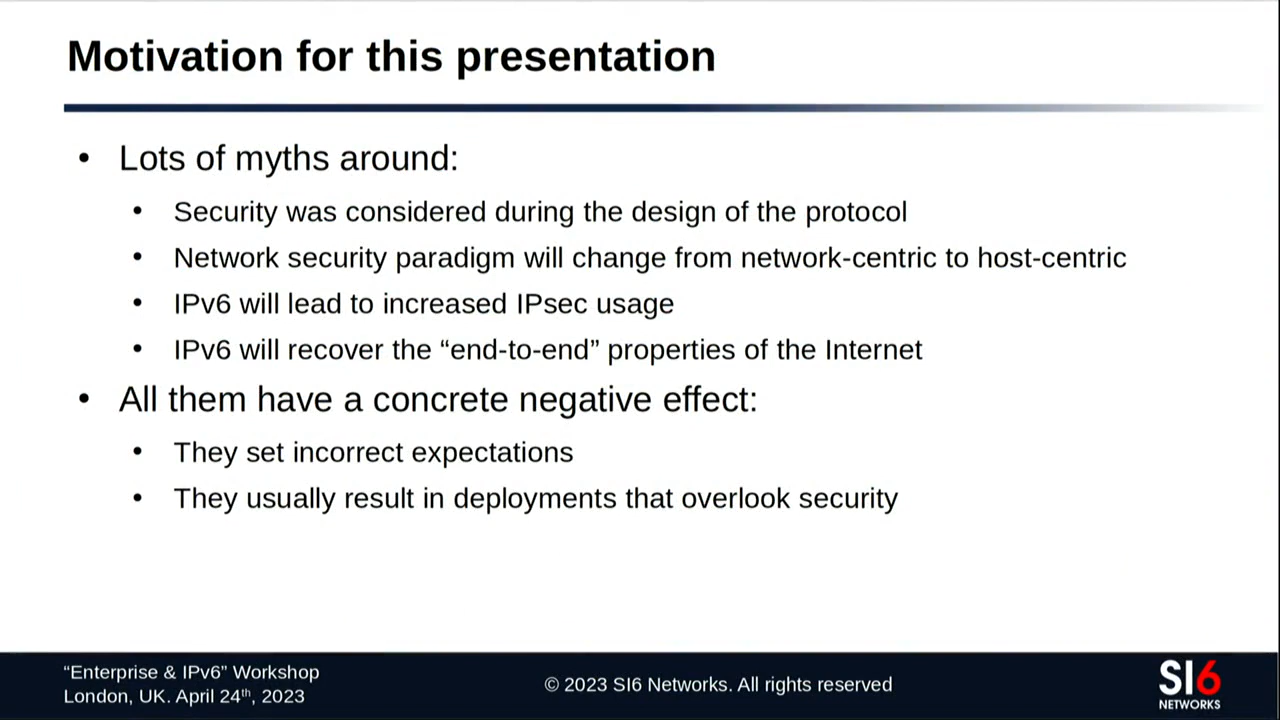 Motivation for this presentation
• Lots of myths around:
• Security was considered during the design of the protocol
• Network security paradigm will change from network-centric to host-centric
• IPv6 will lead to increased IPsec usage
• IPv6 will recover the “end-to-end” properties of the Internet
• All them have a concrete negative effect:
• They set incorrect expectations
• They usually result in deployments that overlook security
“Enterprise & IPv6” Workshop
London, UK. April 24th, 2023
© 2023 SI6 Networks. All rights reserved
SI6
NETWORKS